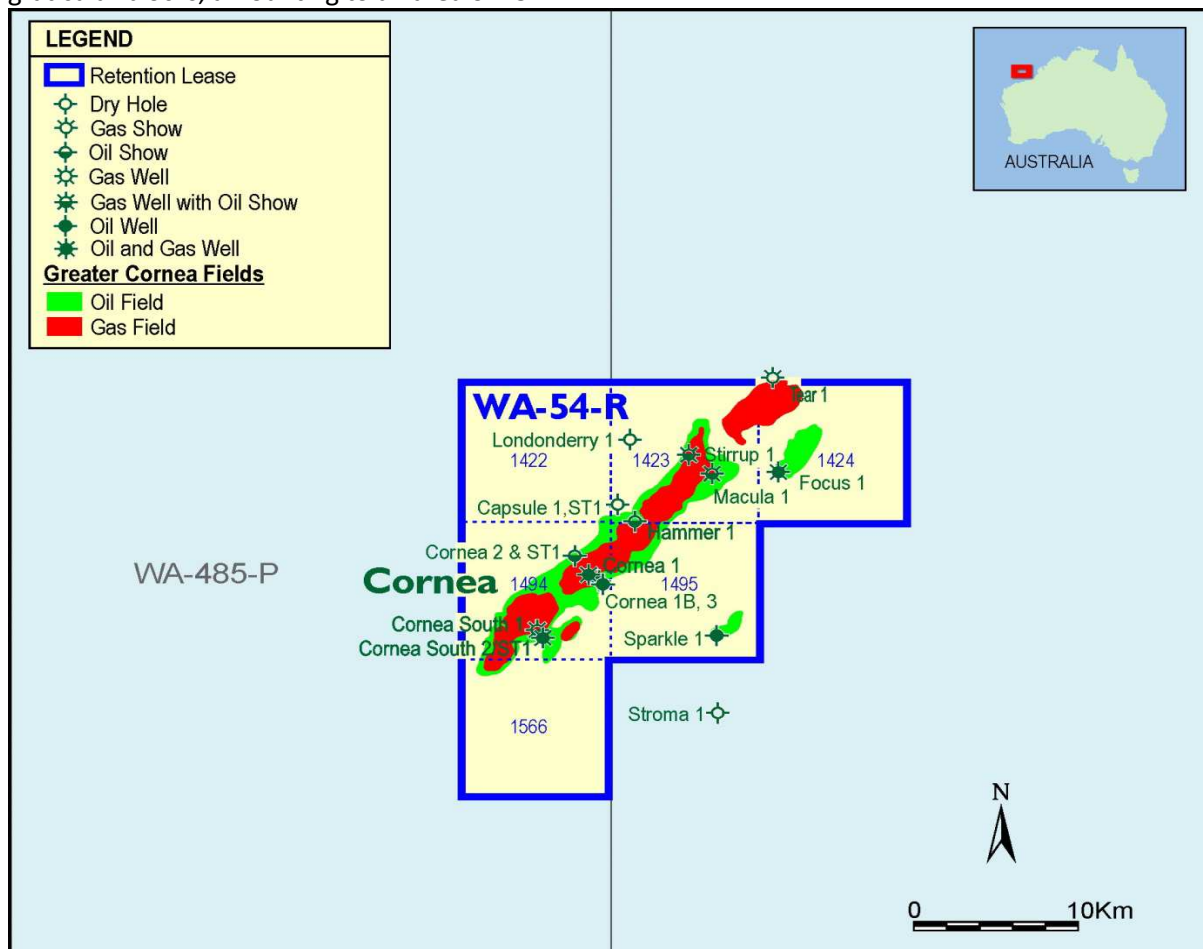 LEGEND
Retention Lease
Dry Hole
Gas Show
Oil Show
Gas Well
Gas Well with Oil Show
Oil Well
Oil and Gas Well
Greater Cornea Fields
Oil Field
Gas Field
AUSTRALIA
WA-54-R
Tear 1
Londonderry 1
1422
1423
Stirrup 1
1424
Macula 1
Focus 1
Capsule 1,ST1
Hammer 1
Cornea 2 & ST1
WA-485-P
Cornea
1494
Cornea 1
1495
Cornea 1B, 3
Cornea South 1
Cornea South 2/ST1
Sparkle 1
1566
Stroma 1
N
0
10Km